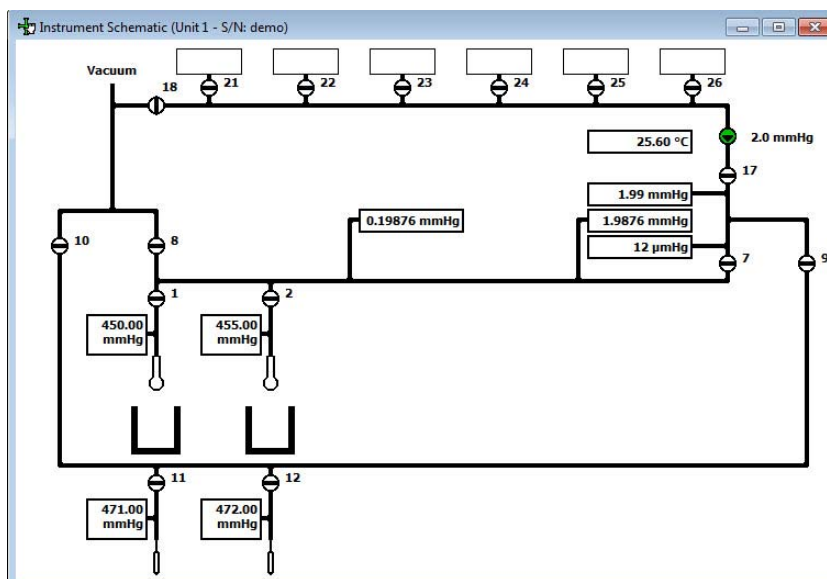 Instrument Schematic (Unit 1 - S/N: demo)
Vacuum
18
21
22
23
24
25
26
25.60 °C
2.0 mmHg
17
1.99 mmHg
0.19876 mmHg
1.9876 mmHg
10
8
12 µmHg
7
9
1
2
450.00
mmHg
455.00
mmHg
11
12
471.00
mmHg
472.00
mmHg